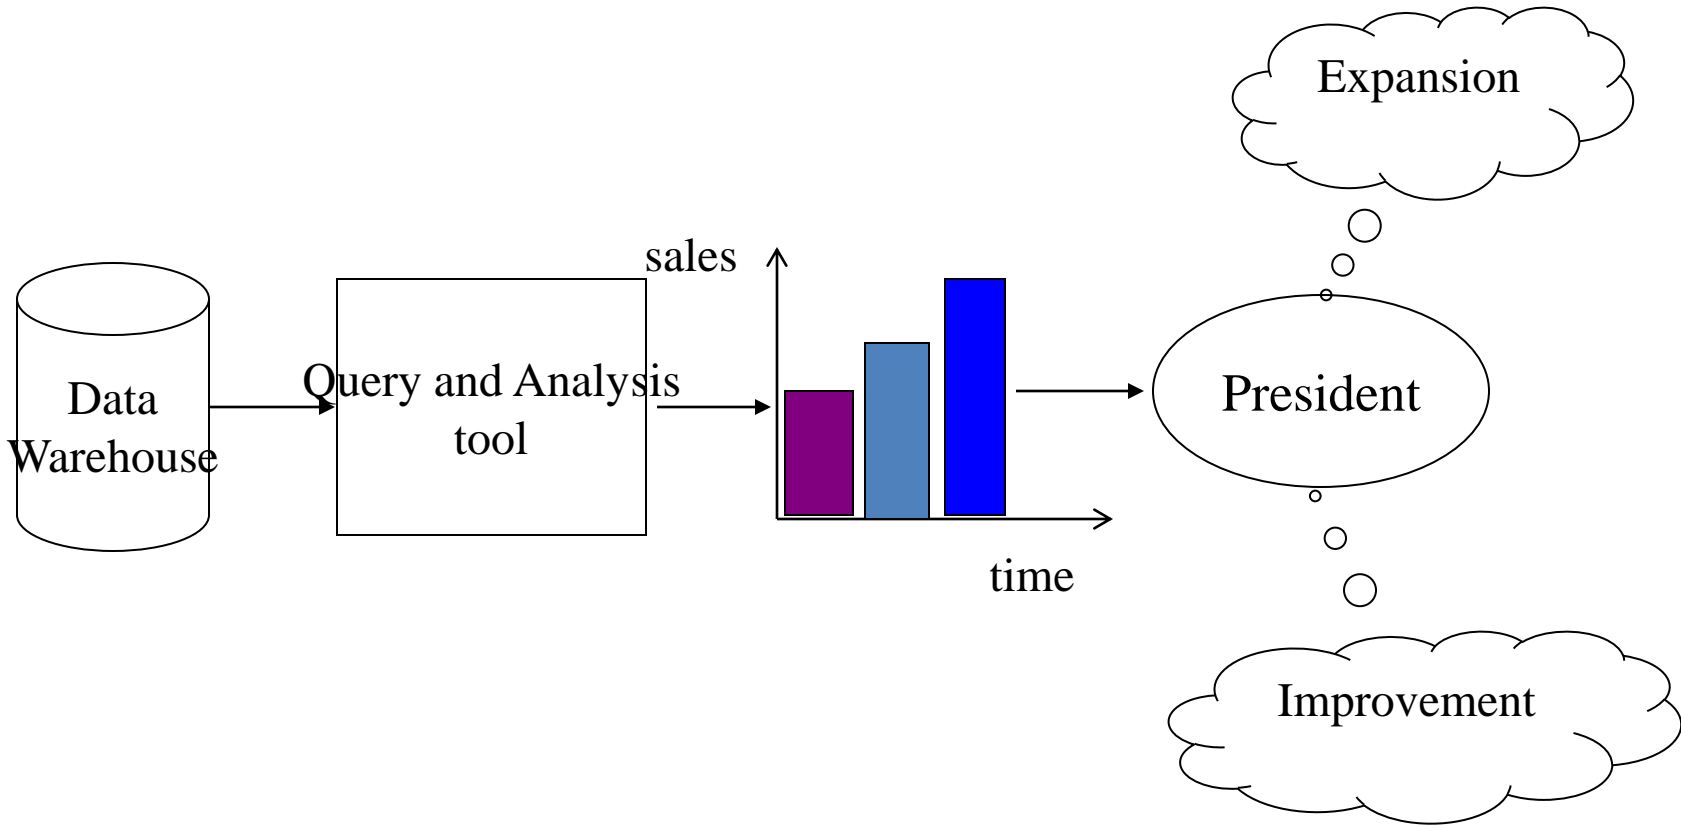 Expansion
sales
Data
Warehouse
Query and Analysis
tool
President
time
Improvement